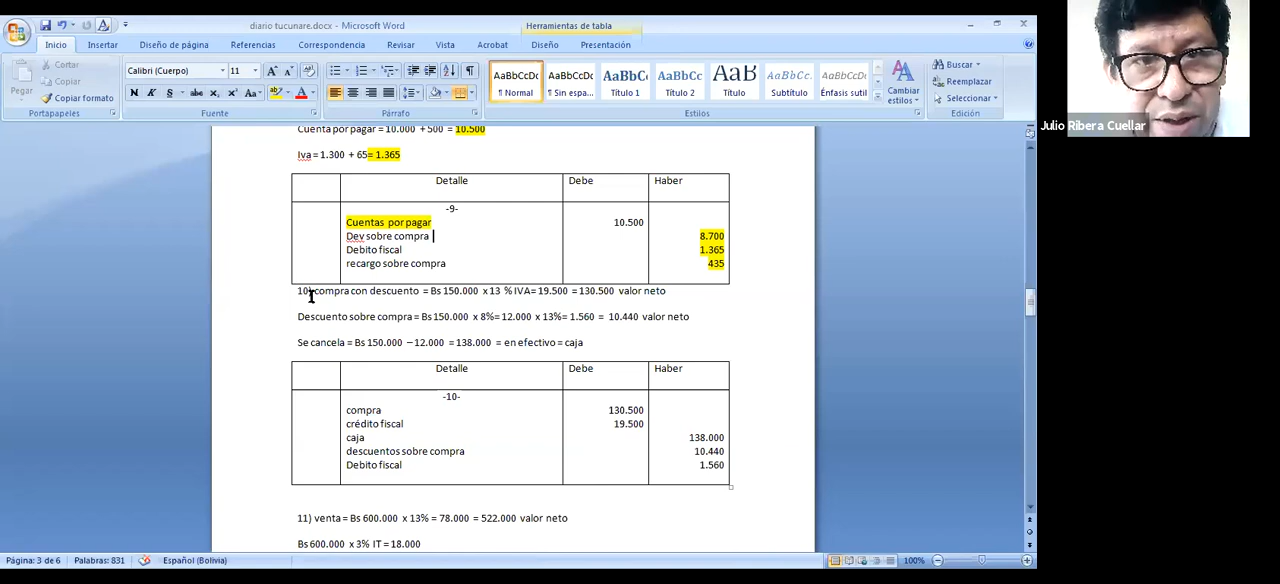 diario tucunare.docx - Microsoft Word
Herramientas de tabla
Inicio Insertar Diseño de página Referencias Correspondencia Revisar Vista Acrobat Diseño Presentación
Pegar
Cortar
Copiar
Copiar formato
Portapapeles
Calibri (Cuerpo) 11
N K S abc x₂ x² Aa
Fuente
Párrafo
AaBbCcDc AaBbCcDc AaBbC AaBbCc AaB AaBbCc. AaBbCcDc
¶ Normal ¶ Sin espa... Título 1 Título 2 Título Subtítulo Énfasis sutil
Cambiar estilos
Estilos
Buscar
Reemplazar
Seleccionar
Edición
Julio Ribera Cuellar
Cuenta por pagar = 10.000 + 500 = 10.500
Iva = 1.300 + 65= 1.365
Detalle Debe Haber
-9-
Cuentas por pagar 10.500
Dev sobre compra 8.700
Debito fiscal 1.365
recargo sobre compra 435
10) compra con descuento = Bs 150.000 x 13 % IVA= 19.500 = 130.500 valor neto
Descuento sobre compra = Bs 150.000 x 8%= 12.000 x 13%= 1.560 = 10.440 valor neto
Se cancela = Bs 150.000 – 12.000 = 138.000 = en efectivo = caja
Detalle Debe Haber
-10-
compra 130.500
crédito fiscal 19.500
caja 138.000
descuentos sobre compra 10.440
Debito fiscal 1.560
11) venta = Bs 600.000 x 13% = 78.000 = 522.000 valor neto
Bs 600.000 x 3% IT = 18.000
Página: 3 de 6 Palabras: 831 Español (Bolivia) 100%